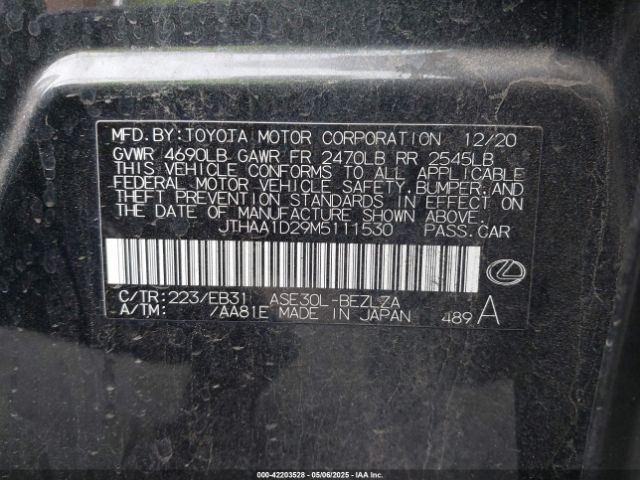 MFD.BY:TOYOTA MOTOR CORPORATION 12/20
GVWR 4690LB GAWR FR 2470LB RR 2545LB
THIS VEHICLE CONFORMS TO ALL APPLICABLE
FEDERAL MOTOR VEHICLE SAFETY,BUMPER,AND
THEFT PREVENTION STANDARDS IN EFFECT ON
THE DATE OF MANUFACTURE SHOWN ABOVE.
JTHAA1D29M5111530 PASS.CAR
C/TR:223/EB31 ASE30L-BEZLZA
A/TM: /AA81E MADE IN JAPAN 489 A
000-42203528 05/06/2025 IAA Inc.